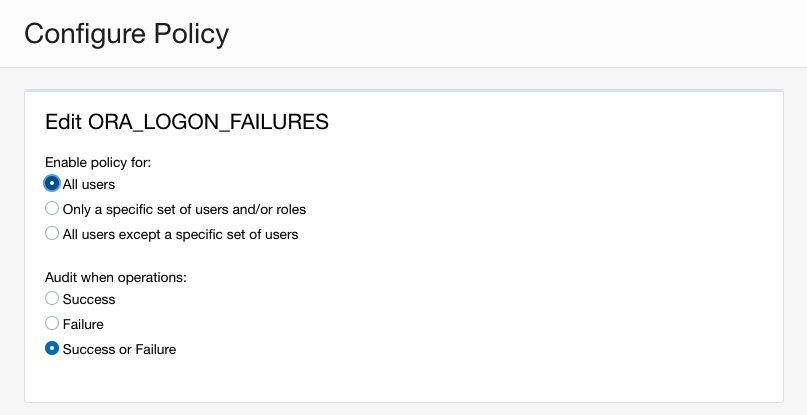 Configure Policy
Edit ORA_LOGON_FAILURES
Enable policy for:
All users
Only a specific set of users and/or roles
All users except a specific set of users
Audit when operations:
Success
Failure
Success or Failure